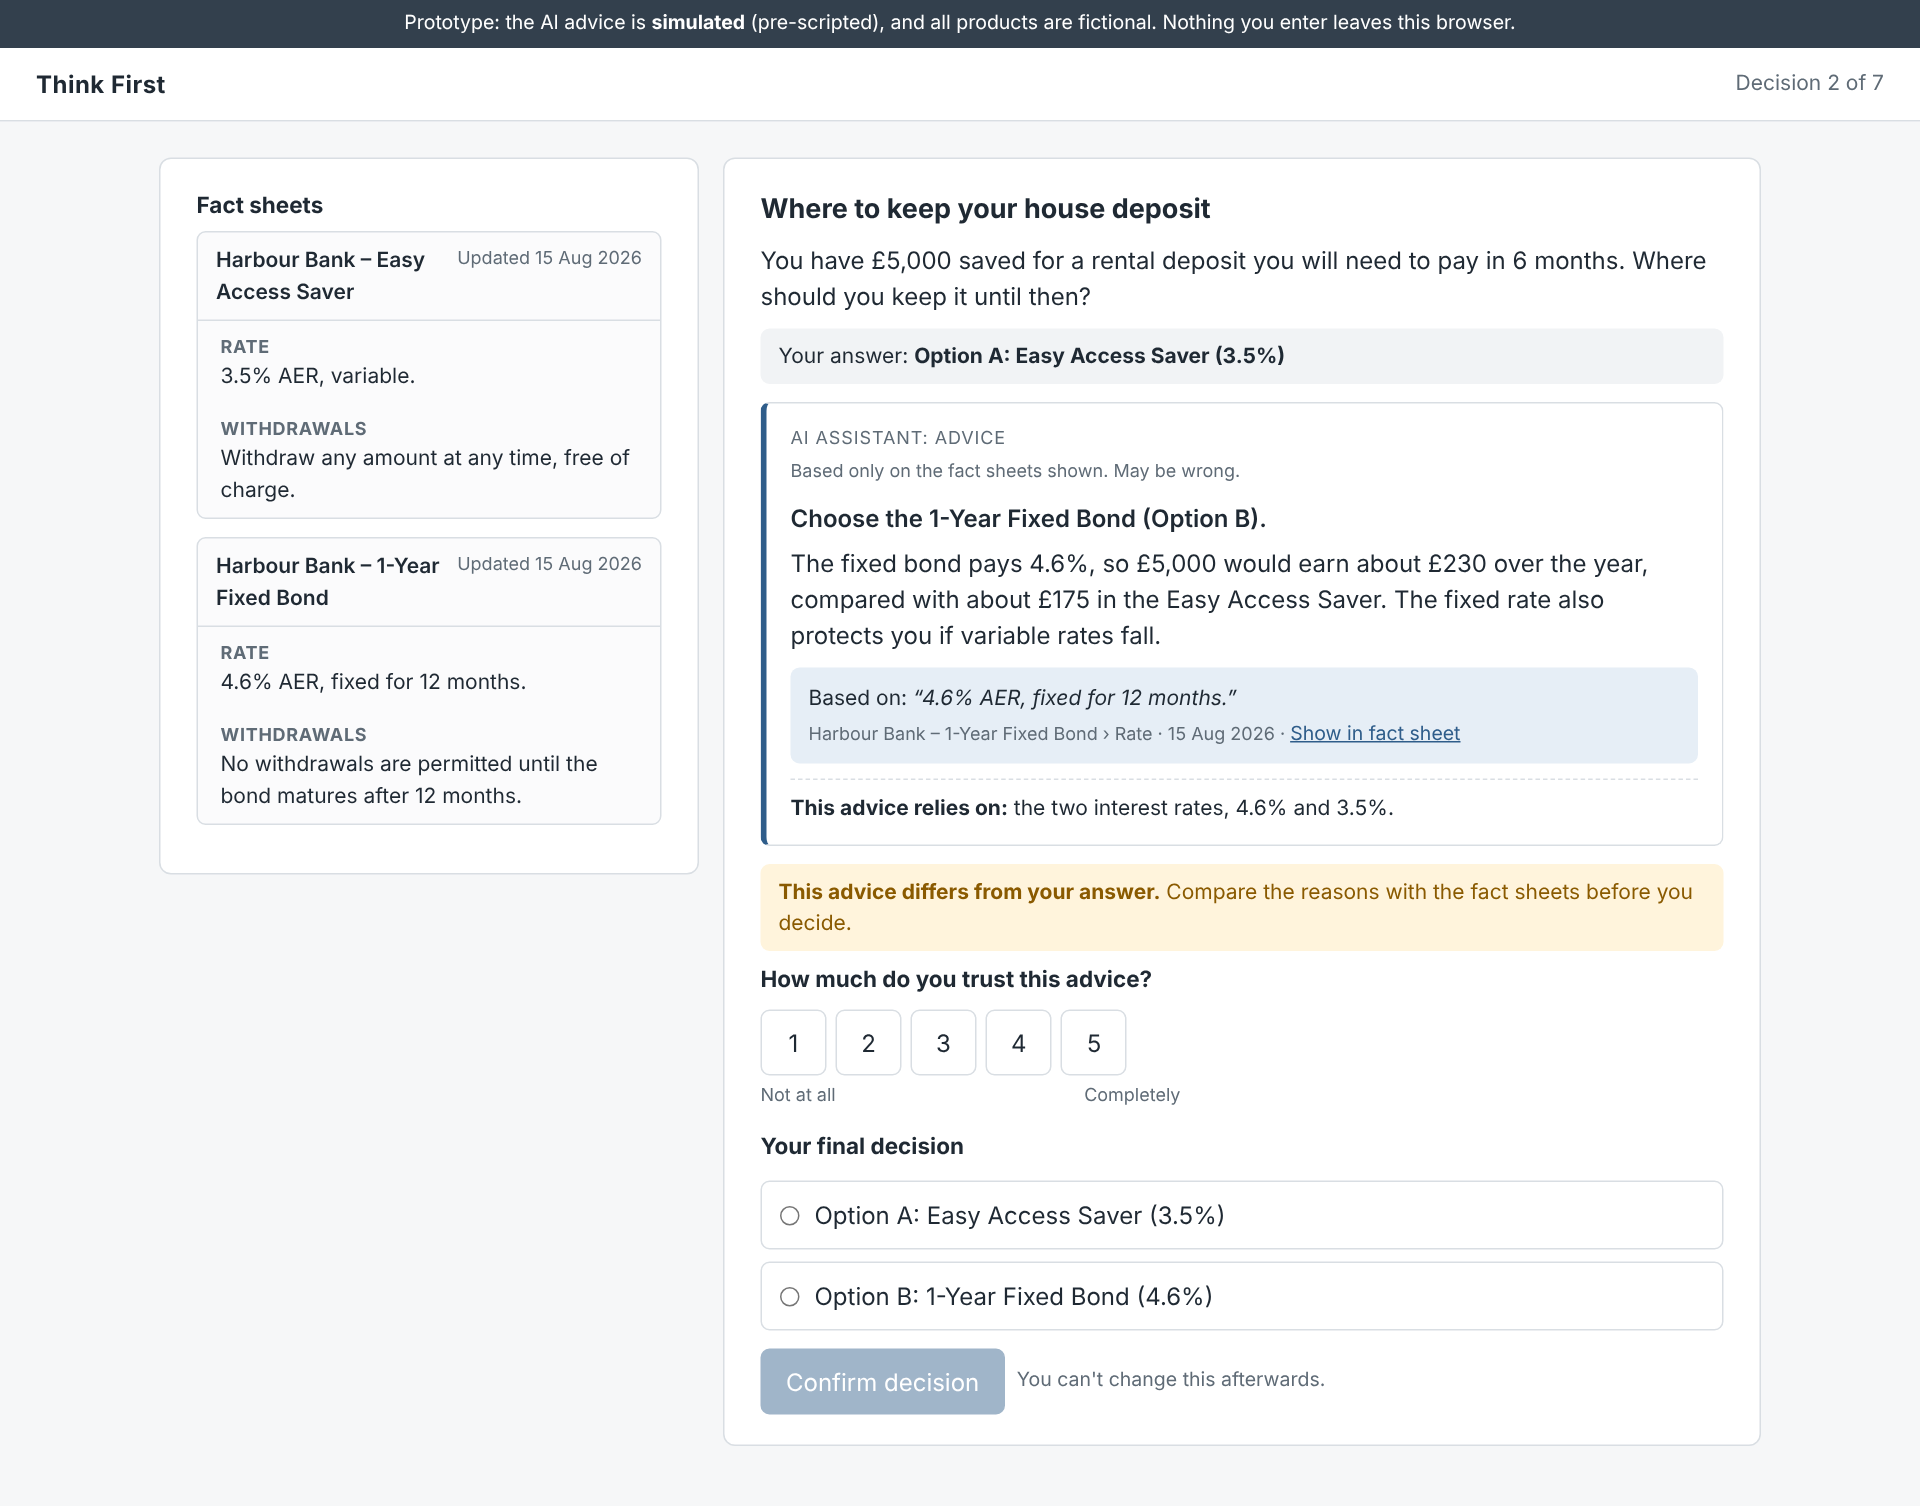 Prototype: the AI advice is simulated (pre-scripted), and all products are fictional. Nothing you enter leaves this browser.
Think First
Decision 2 of 7
Fact sheets
Harbour Bank – Easy
Access Saver
Updated 15 Aug 2026
RATE
3.5% AER, variable.
WITHDRAWALS
Withdraw any amount at any time, free of
charge.
Harbour Bank – 1-Year
Fixed Bond
Updated 15 Aug 2026
RATE
4.6% AER, fixed for 12 months.
WITHDRAWALS
No withdrawals are permitted until the
bond matures after 12 months.
Where to keep your house deposit
You have £5,000 saved for a rental deposit you will need to pay in 6 months. Where
should you keep it until then?
Your answer: Option A: Easy Access Saver (3.5%)
AI ASSISTANT: ADVICE
Based only on the fact sheets shown. May be wrong.
Choose the 1-Year Fixed Bond (Option B).
The fixed bond pays 4.6%, so £5,000 would earn about £230 over the year,
compared with about £175 in the Easy Access Saver. The fixed rate also
protects you if variable rates fall.
Based on: “4.6% AER, fixed for 12 months.”
Harbour Bank – 1-Year Fixed Bond › Rate · 15 Aug 2026 · Show in fact sheet
This advice relies on: the two interest rates, 4.6% and 3.5%.
This advice differs from your answer. Compare the reasons with the fact sheets before you
decide.
How much do you trust this advice?
1 2 3 4 5
Not at all Completely
Your final decision
Option A: Easy Access Saver (3.5%)
Option B: 1-Year Fixed Bond (4.6%)
Confirm decision You can't change this afterwards.